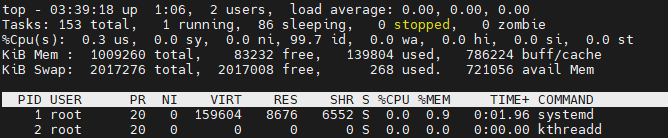 top - 03:39:18 up  1:06,  2 users,  load average: 0.00, 0.00, 0.00
Tasks: 153 total,   1 running,  86 sleeping,   0 stopped,   0 zombie
%Cpu(s):  0.3 us,  0.0 sy,  0.0 ni, 99.7 id,  0.0 wa,  0.0 hi,  0.0 si,  0.0 st
KiB Mem :  1009260 total,    83232 free,   139804 used,   786224 buff/cache
KiB Swap:  2017276 total,  2017008 free,      268 used.   721056 avail Mem
PID USER      PR  NI    VIRT    RES    SHR S %CPU %MEM     TIME+ COMMAND
1 root      20   0  159604   8676   6552 S  0.0  0.9   0:01.96 systemd
2 root      20   0       0      0      0 S  0.0  0.0   0:00.00 kthreadd